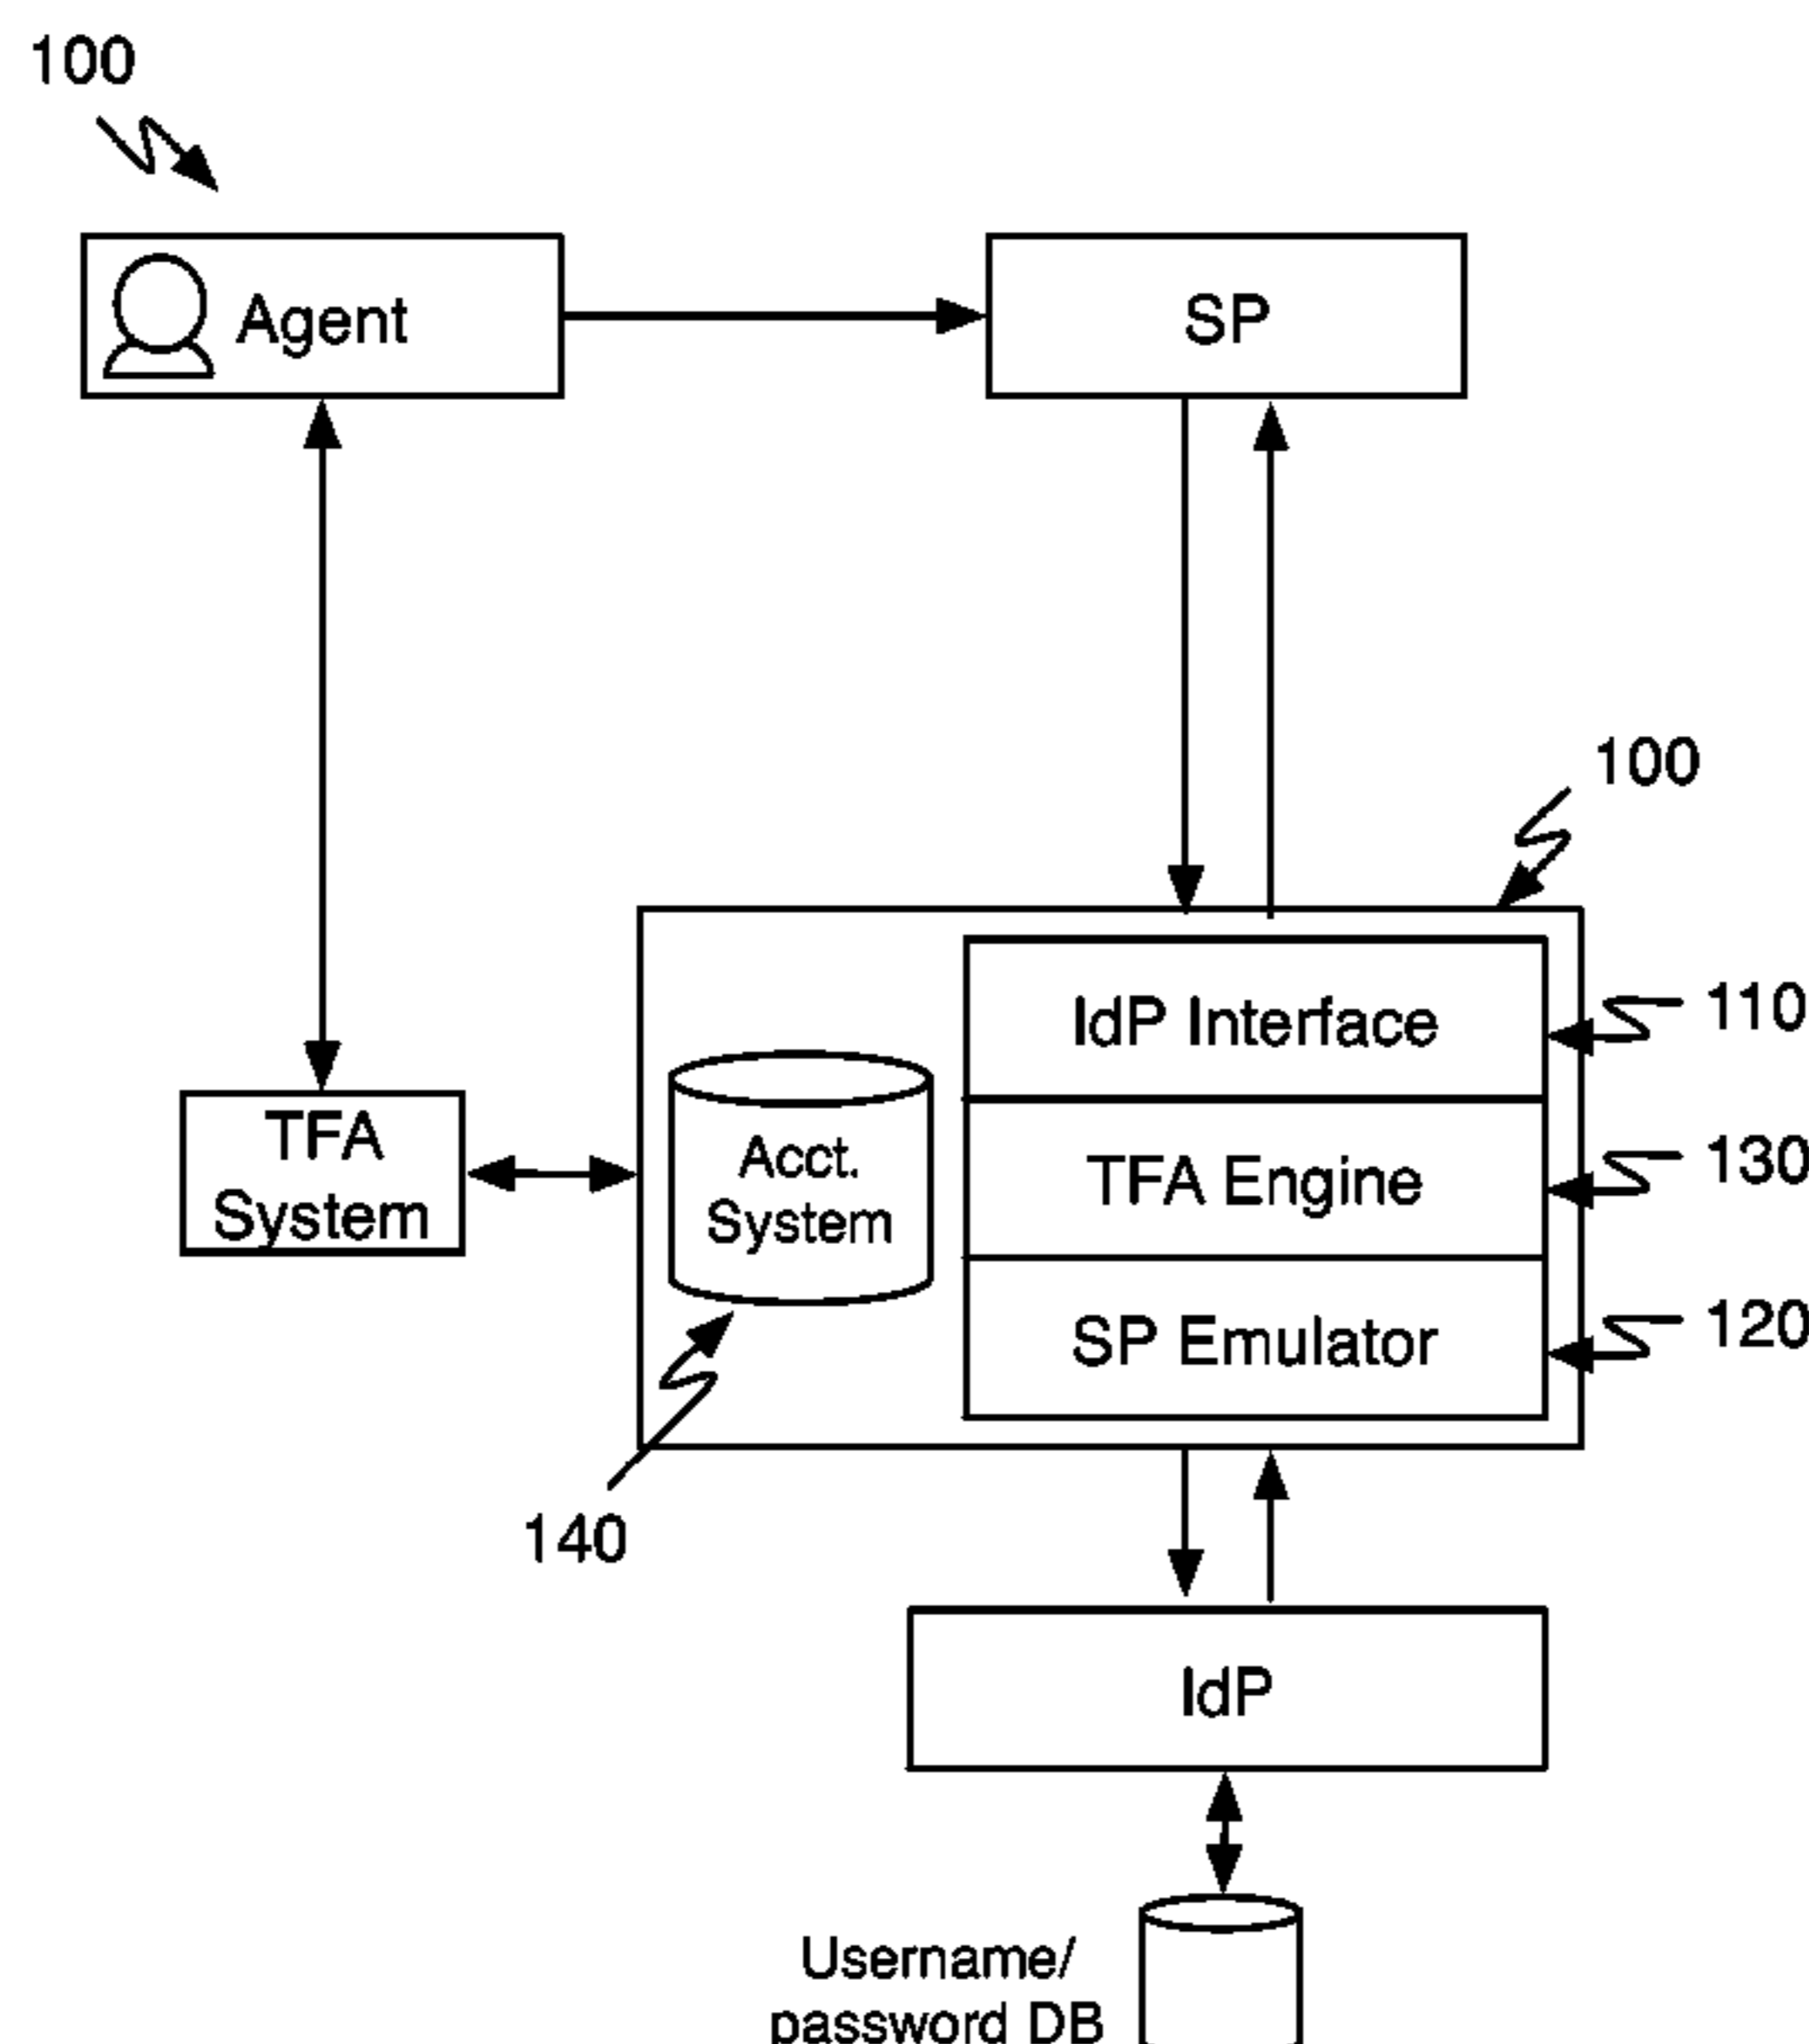 100
Agent
SP
100
IdP Interface
110
TFA
System
Acct.
System
TFA Engine
130
SP Emulator
120
140
IdP
Username/
password DB